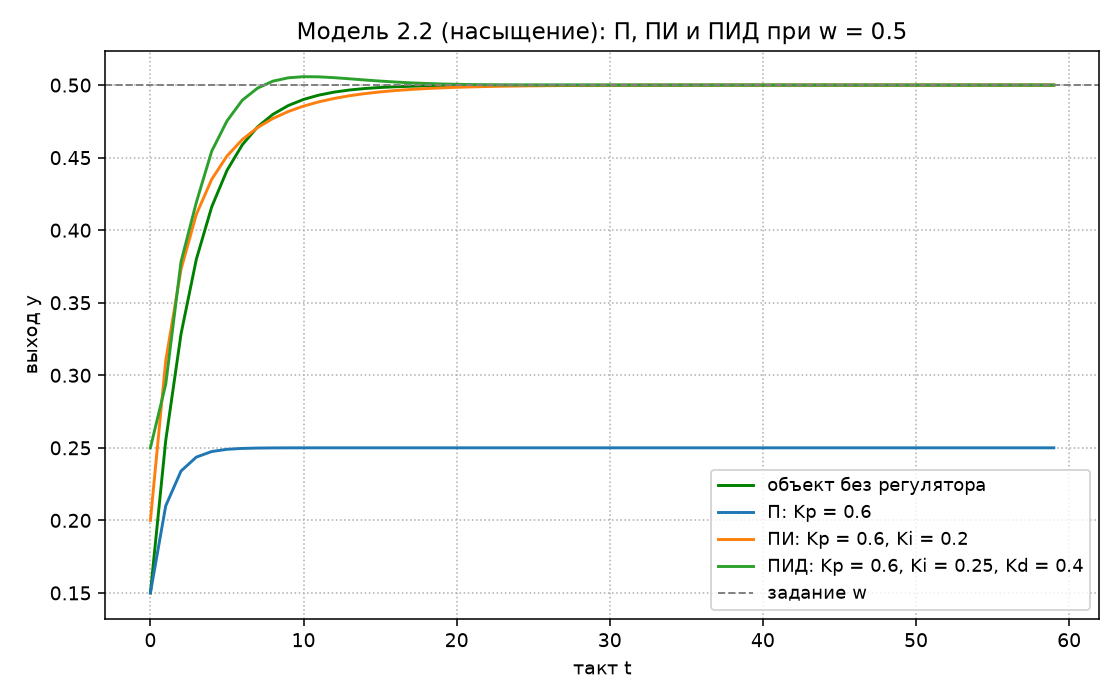 Модель 2.2 (насыщение): П, ПИ и ПИД при w = 0.5
выход y
0.50
0.45
0.40
0.35
0.30
0.25
0.20
0.15
объект без регулятора
П: Kp = 0.6
ПИ: Kp = 0.6, Ki = 0.2
ПИД: Kp = 0.6, Ki = 0.25, Kd = 0.4
задание w
0 10 20 30 40 50 60
такт t